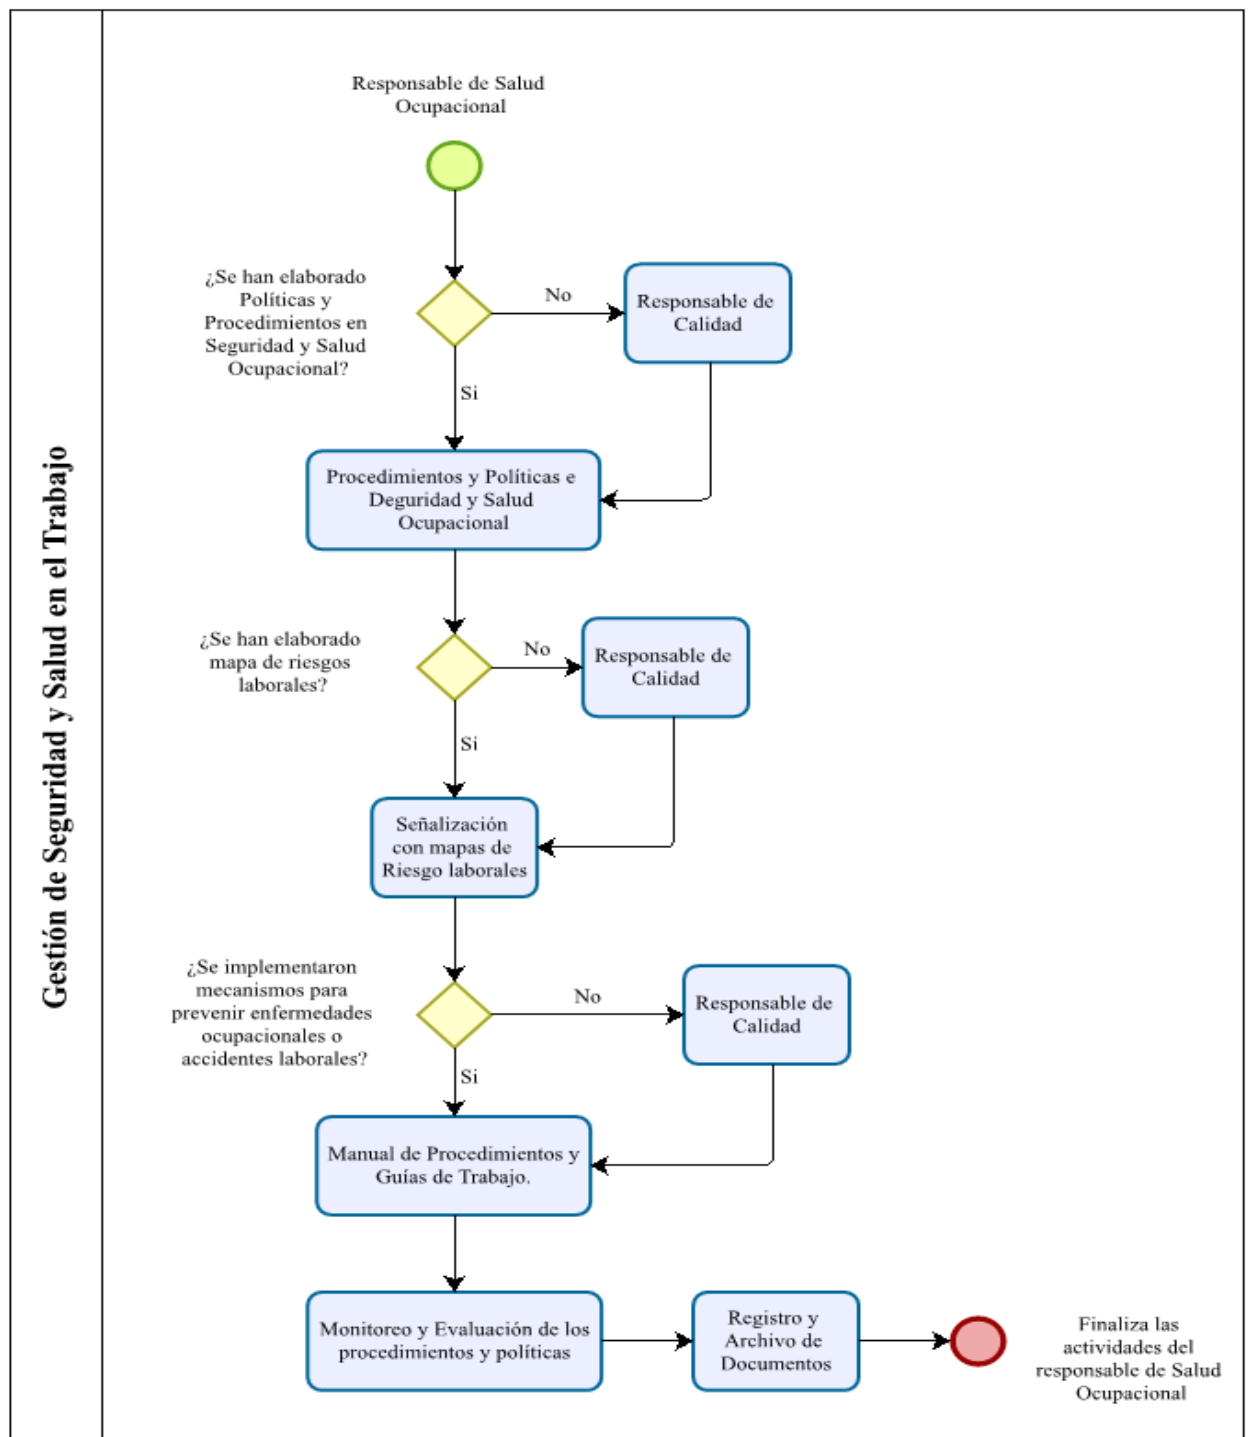 Gestión de Seguridad y Salud en el Trabajo
Responsable de Salud
Ocupacional
¿Se han elaborado
Políticas y
Procedimientos en
Seguridad y Salud
Ocupacional?
No
Responsable de
Calidad
Si
Procedimientos y Políticas e
Deguridad y Salud
Ocupacional
¿Se han elaborado
mapa de riesgos
laborales?
No
Responsable de
Calidad
Si
Señalización
con mapas de
Riesgo laborales
¿Se implementaron
mecanismos para
prevenir enfermedades
ocupacionales o
accidentes laborales?
No
Responsable de
Calidad
Si
Manual de Procedimientos y
Guías de Trabajo.
Monitoreo y Evaluación de los
procedimientos y políticas
Registro y
Archivo de
Documentos
Finaliza las
actividades del
responsable de Salud
Ocupacional